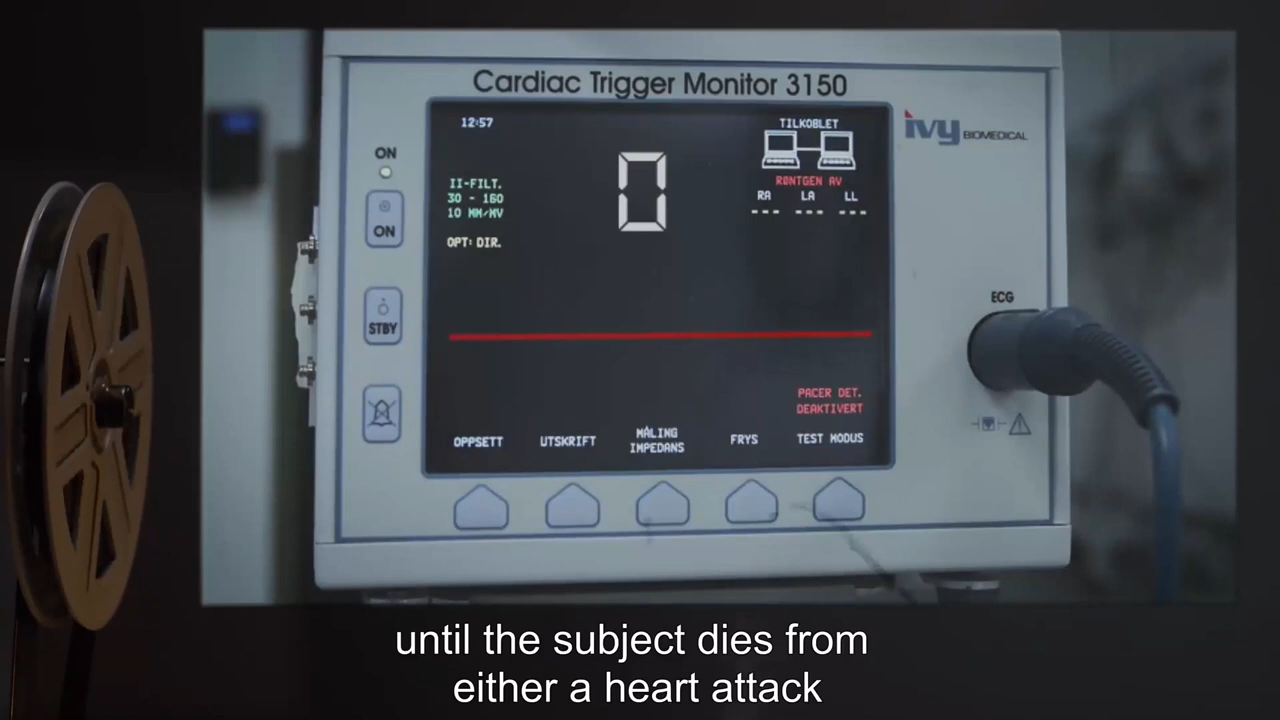 Cardiac Trigger Monitor 3150
ivy BIOMEDICAL
12:57
TILKOBLET
0
RØNTGEN AV
RA LA LL
--- --- ---
II-FILT.
30 - 160
10 MM/MV
OPT: DIR.
ON
ON
STBY
ECG
PACER DET.
DEAKTIVERT
OPPSETT
UTSKRIFT
MÅLING
IMPEDANS
FRYS
TEST MODUS
until the subject dies from
either a heart attack